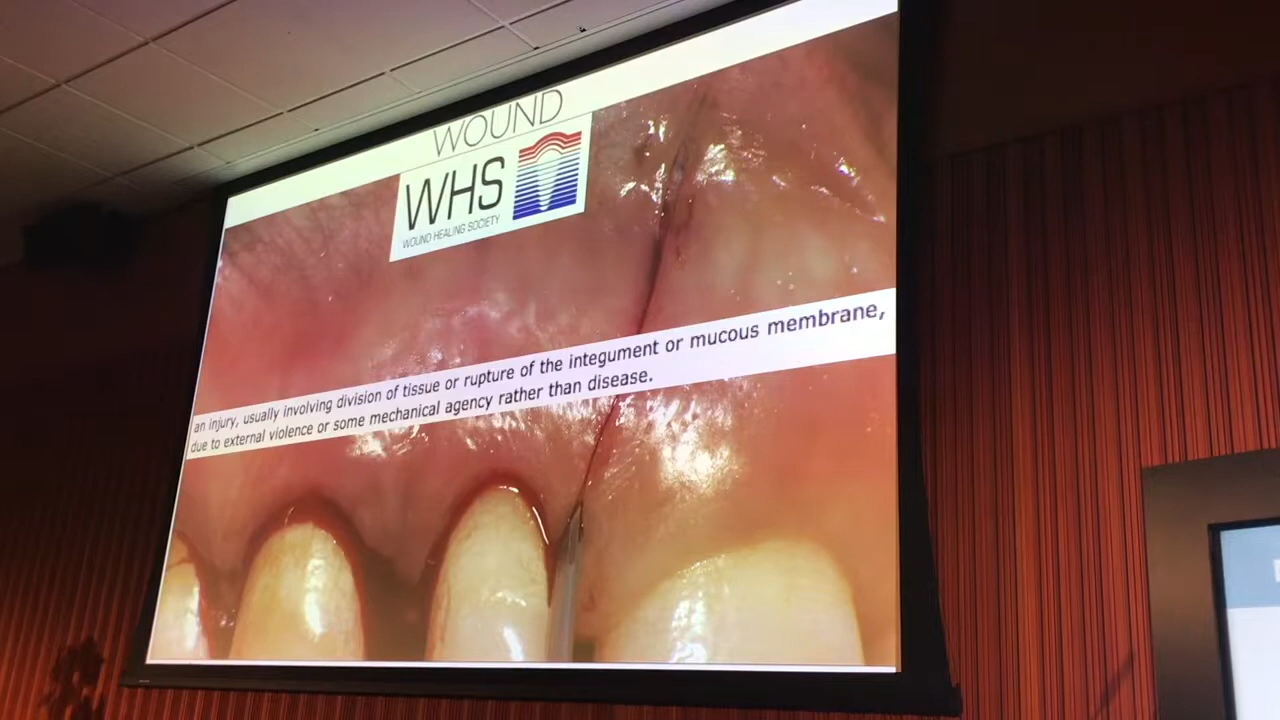 WOUND
WHS
WOUND HEALING SOCIETY
an injury, usually involving division of tissue or rupture of the integument or mucous membrane,
due to external violence or some mechanical agency rather than disease.